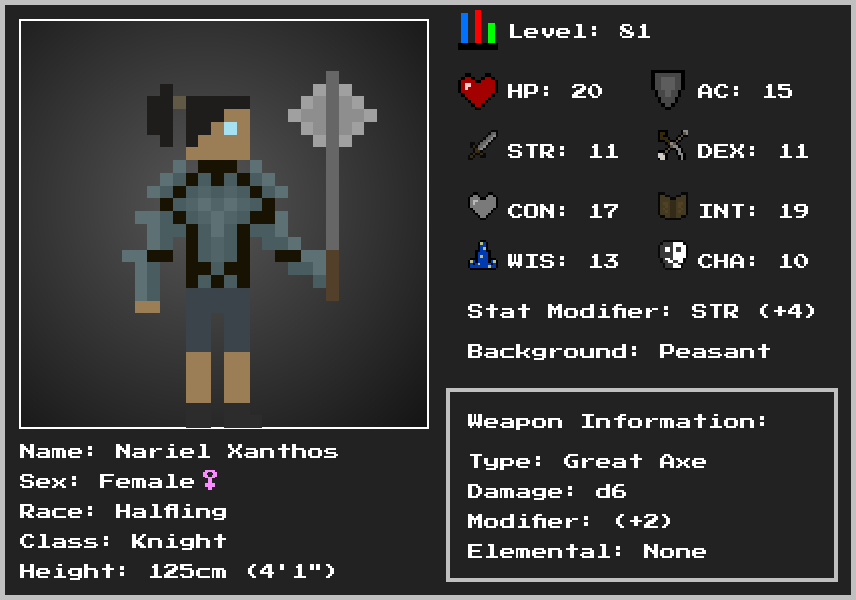 Level: 81
HP: 20
AC: 15
STR: 11
DEX: 11
CON: 17
INT: 19
WIS: 13
CHA: 10
Stat Modifier: STR (+4)
Background: Peasant
Weapon Information:
Type: Great Axe
Damage: d6
Modifier: (+2)
Elemental: None
Name: Nariel Xanthos
Sex: Female♀
Race: Halfling
Class: Knight
Height: 125cm (4'1")